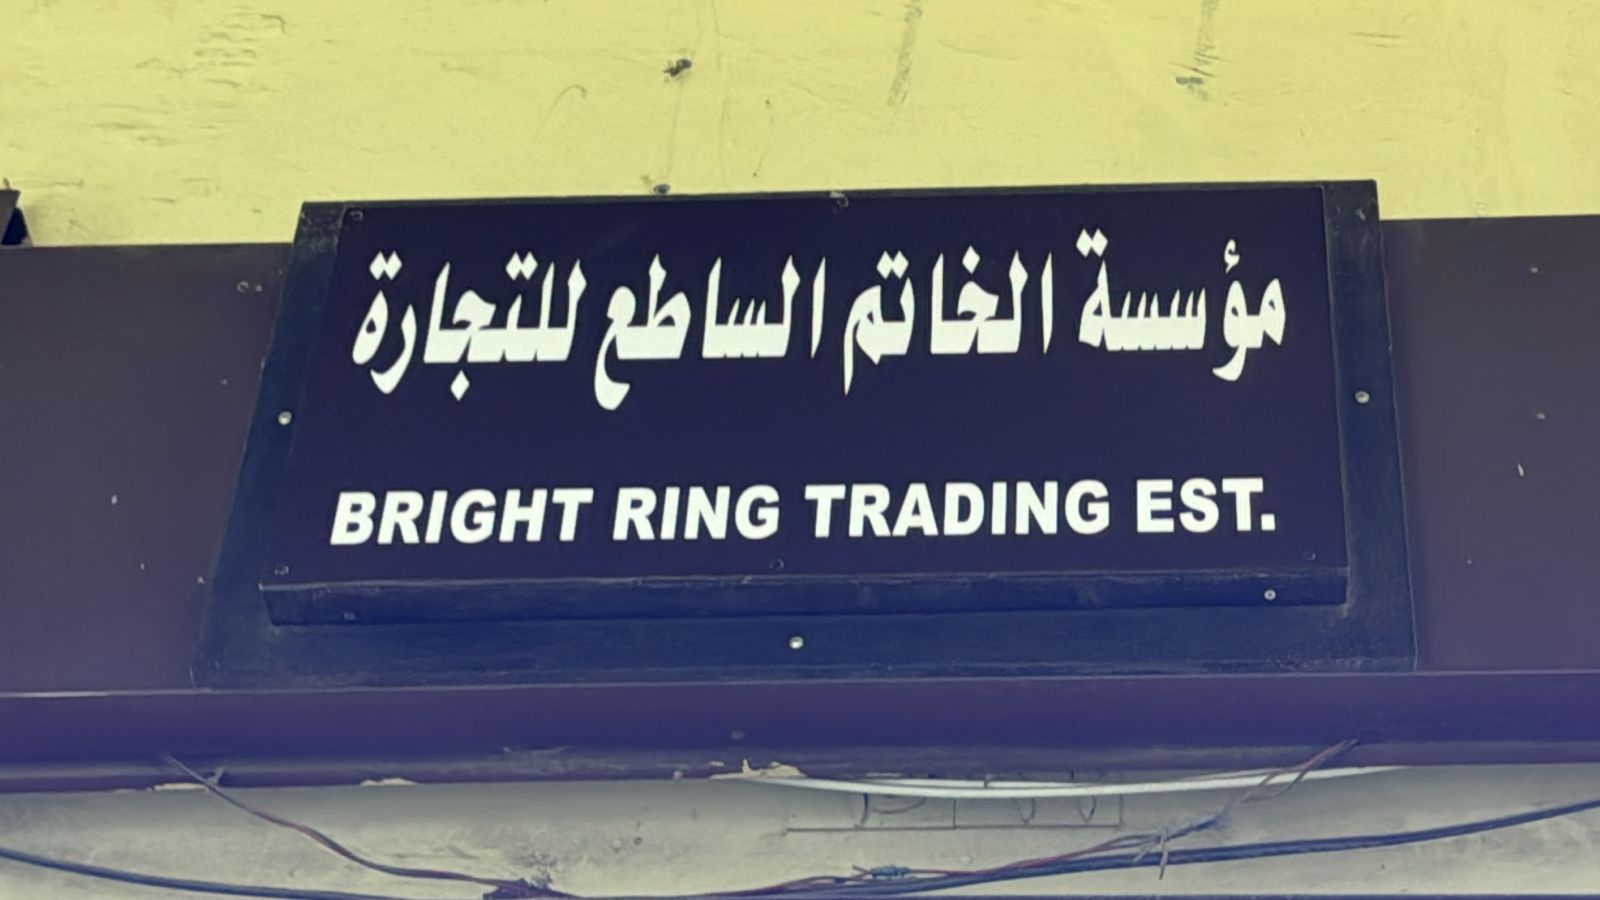 مؤسسة الخاتم الساطع للتجارة
BRIGHT RING TRADING EST.